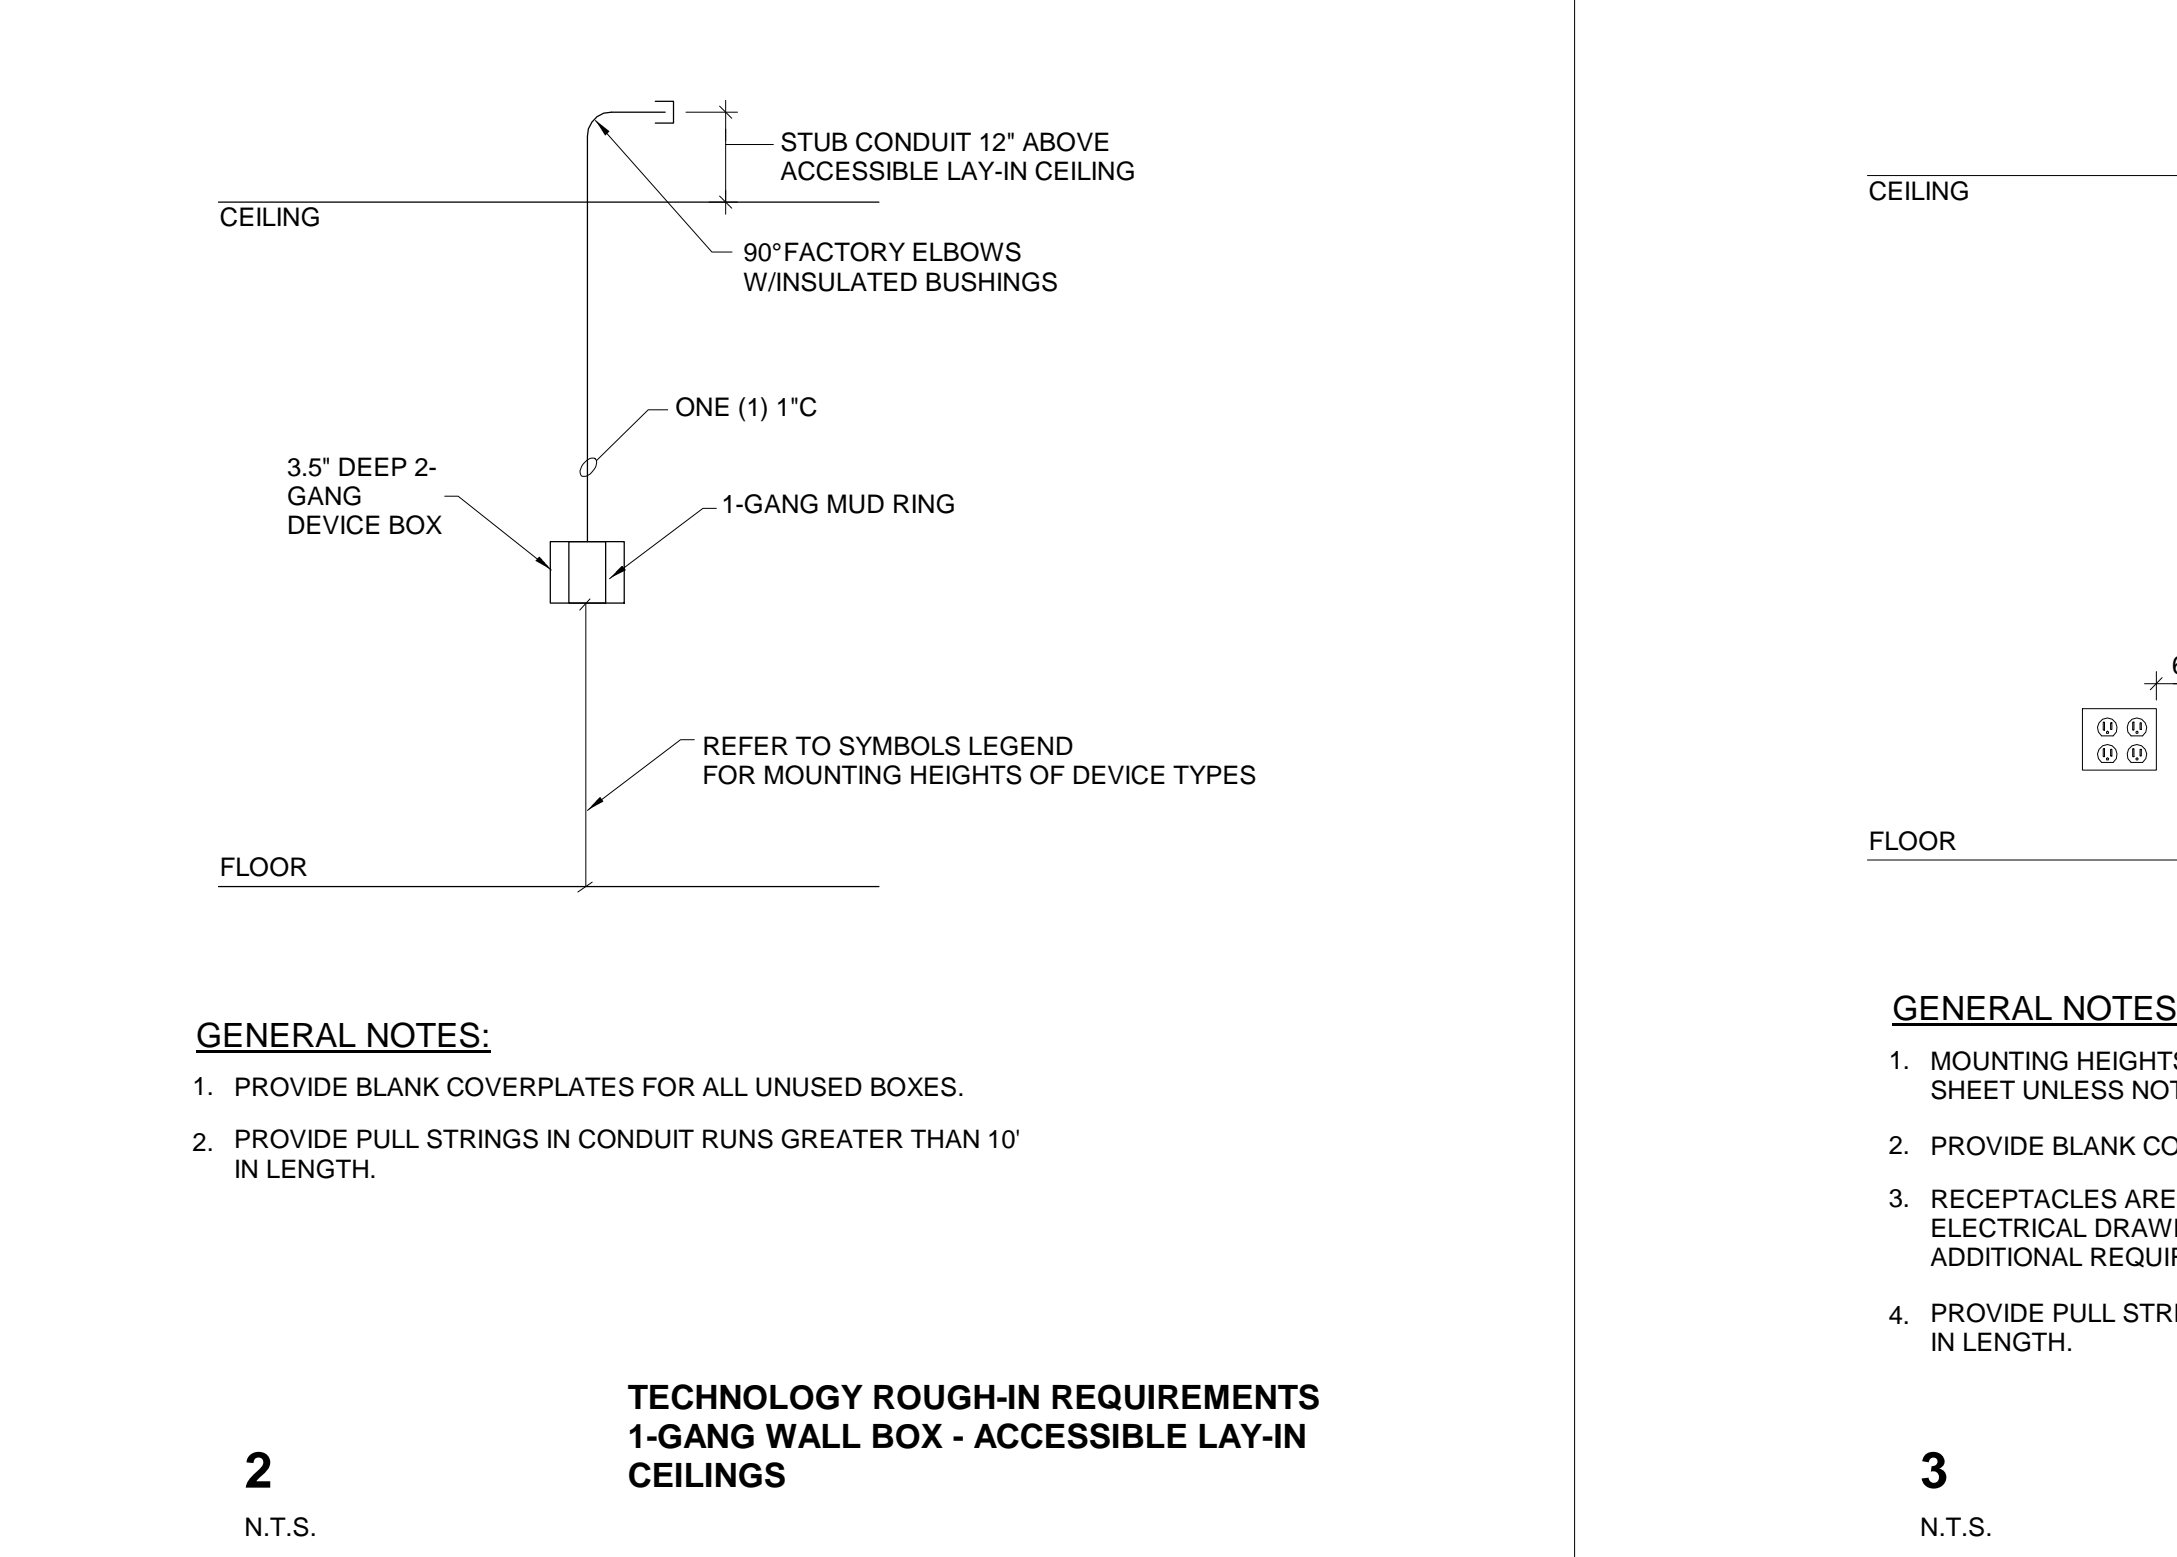 STUB CONDUIT 12" ABOVE
ACCESSIBLE LAY-IN CEILING
CEILING
90°FACTORY ELBOWS
W/INSULATED BUSHINGS
ONE (1) 1"C
3.5" DEEP 2-
GANG
DEVICE BOX
1-GANG MUD RING
REFER TO SYMBOLS LEGEND
FOR MOUNTING HEIGHTS OF DEVICE TYPES
FLOOR
GENERAL NOTES:
1. PROVIDE BLANK COVERPLATES FOR ALL UNUSED BOXES.
2. PROVIDE PULL STRINGS IN CONDUIT RUNS GREATER THAN 10'
IN LENGTH.
TECHNOLOGY ROUGH-IN REQUIREMENTS
1-GANG WALL BOX - ACCESSIBLE LAY-IN
CEILINGS
2
N.T.S.
CEILING
FLOOR
GENERAL NOTES
1. MOUNTING HEIGHTS
SHEET UNLESS NOT
2. PROVIDE BLANK CO
3. RECEPTACLES ARE
ELECTRICAL DRAW
ADDITIONAL REQUI
4. PROVIDE PULL STR
IN LENGTH.
3
N.T.S.